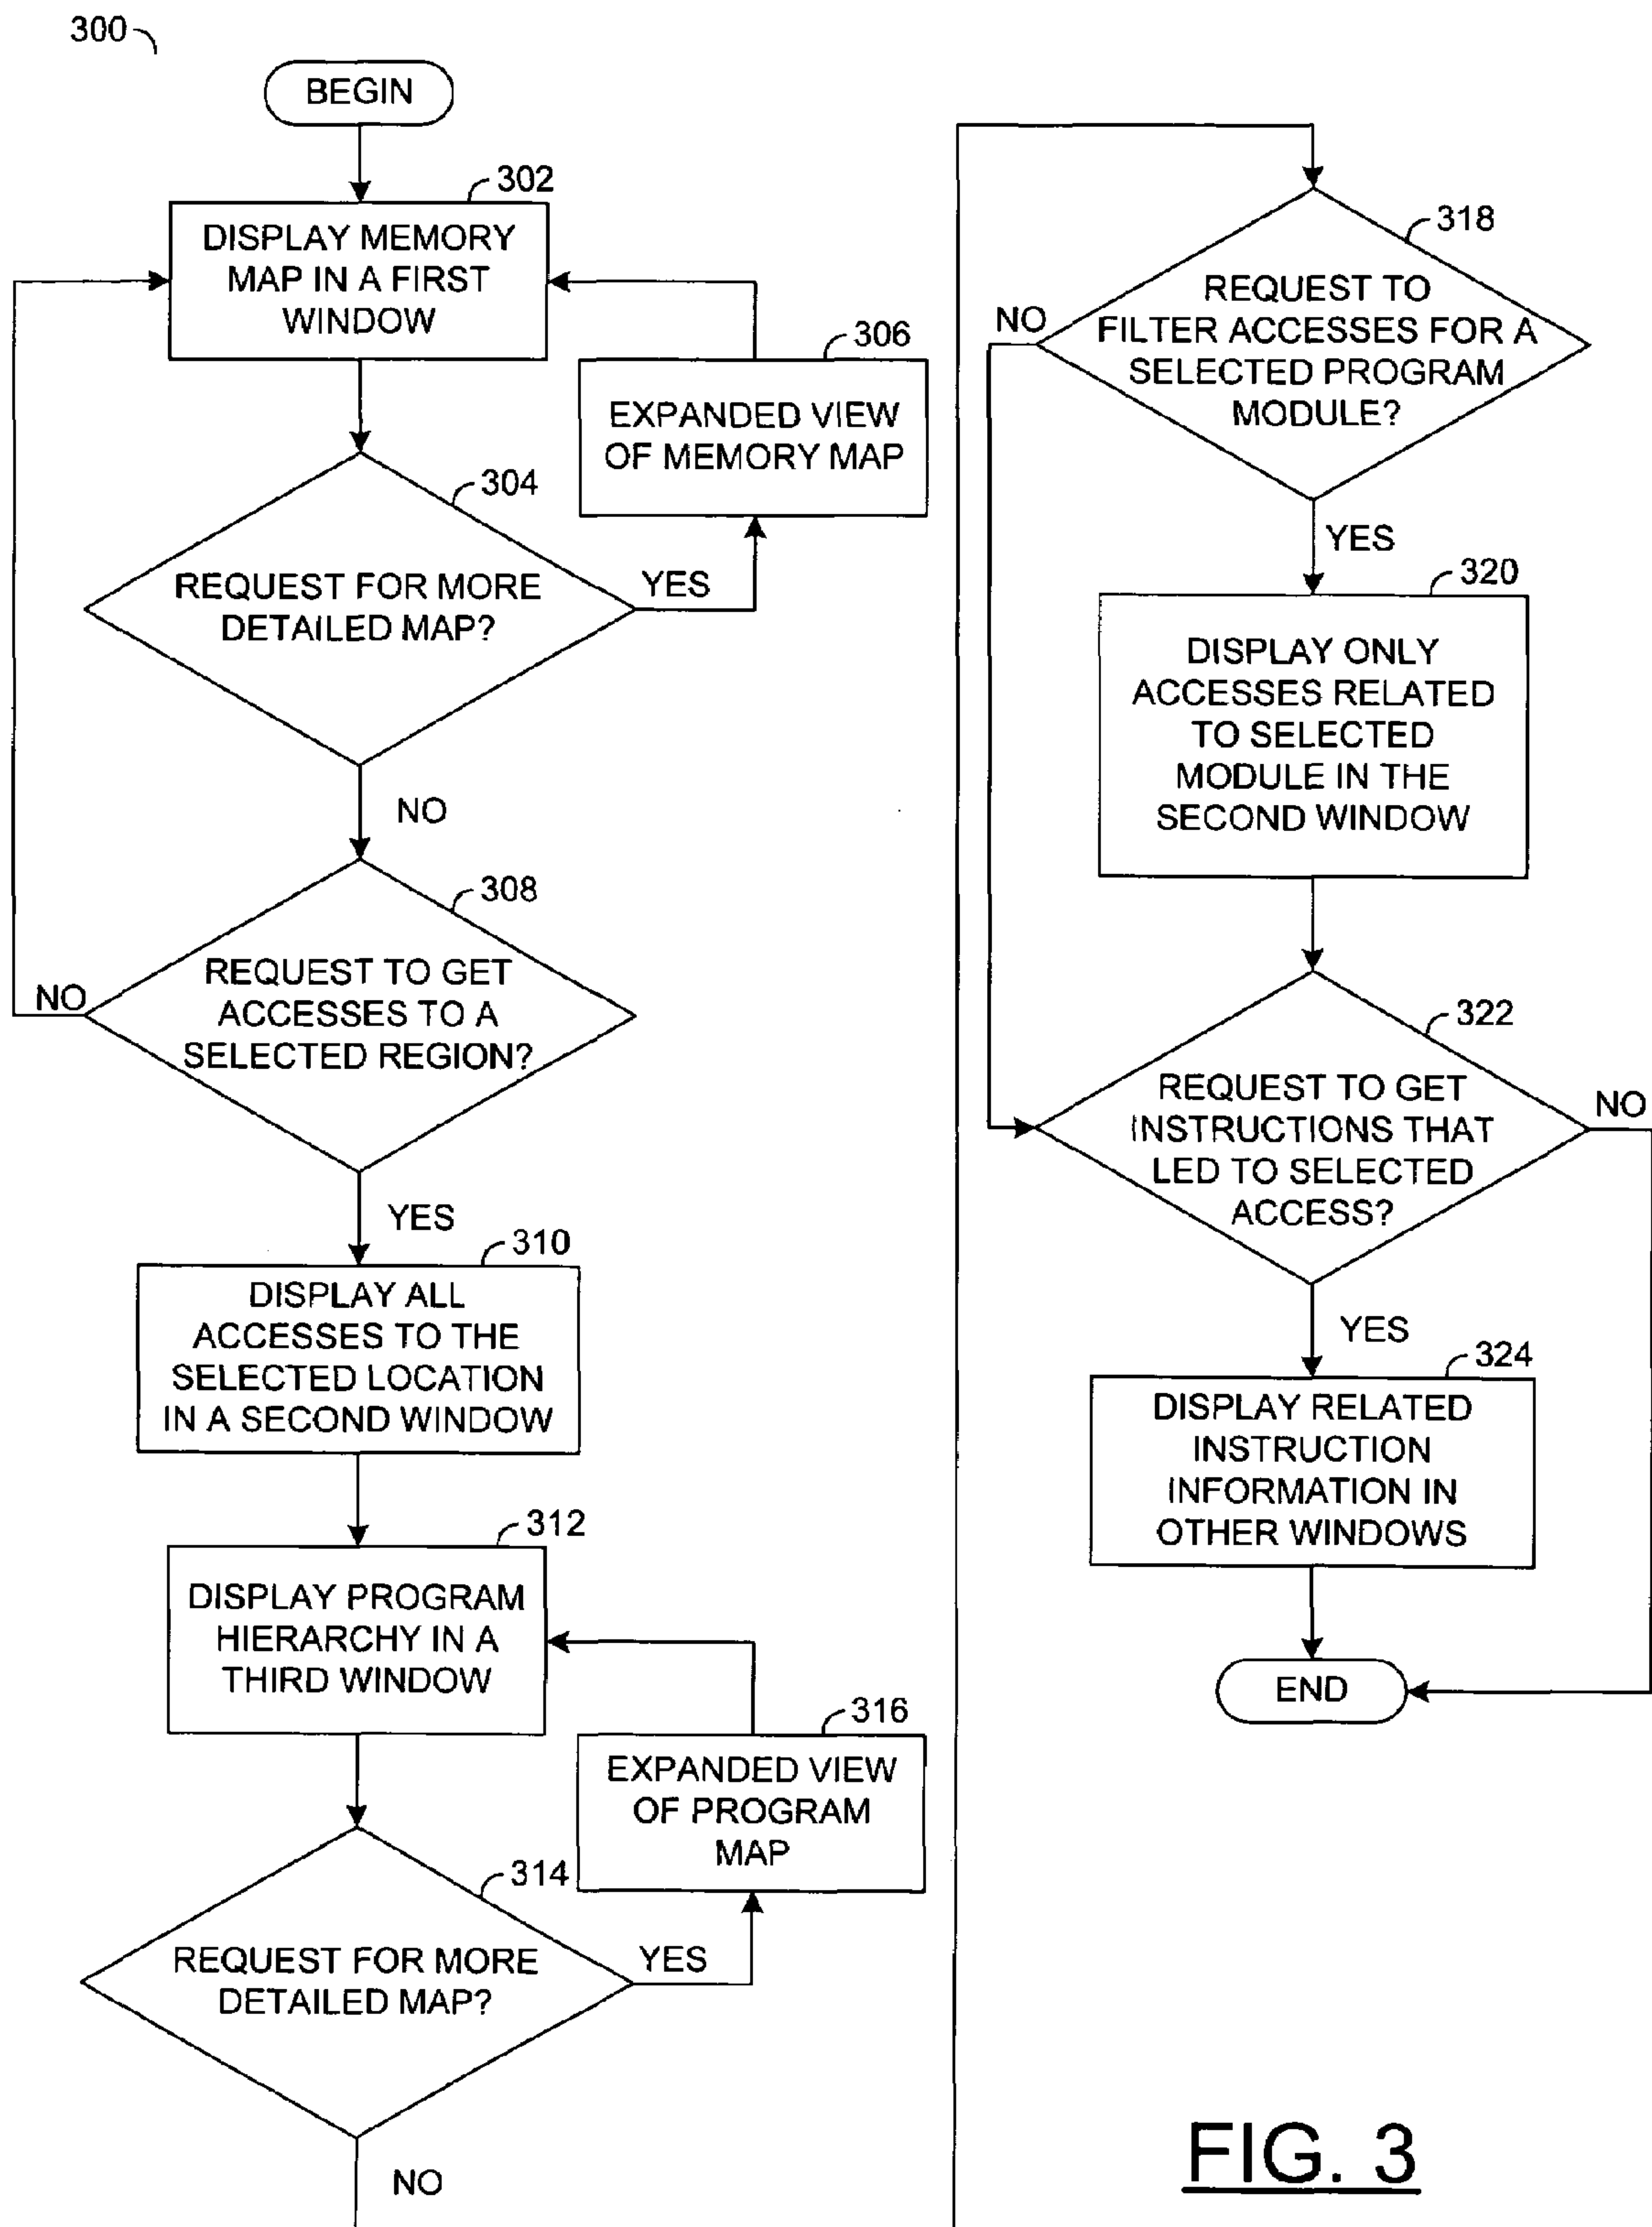 300
BEGIN
302
DISPLAY MEMORY
MAP IN A FIRST
WINDOW
306
EXPANDED VIEW
OF MEMORY MAP
304
REQUEST FOR MORE
DETAILED MAP?
YES
NO
308
REQUEST TO GET
ACCESSES TO A
SELECTED REGION?
NO
YES
310
DISPLAY ALL
ACCESSES TO THE
SELECTED LOCATION
IN A SECOND WINDOW
312
DISPLAY PROGRAM
HIERARCHY IN A
THIRD WINDOW
316
EXPANDED VIEW
OF PROGRAM
MAP
314
REQUEST FOR MORE
DETAILED MAP?
YES
NO
318
REQUEST TO
FILTER ACCESSES FOR A
SELECTED PROGRAM
MODULE?
NO
YES
320
DISPLAY ONLY
ACCESSES RELATED
TO SELECTED
MODULE IN THE
SECOND WINDOW
322
REQUEST TO GET
INSTRUCTIONS THAT
LED TO SELECTED
ACCESS?
NO
YES
324
DISPLAY RELATED
INSTRUCTION
INFORMATION IN
OTHER WINDOWS
END
FIG. 3